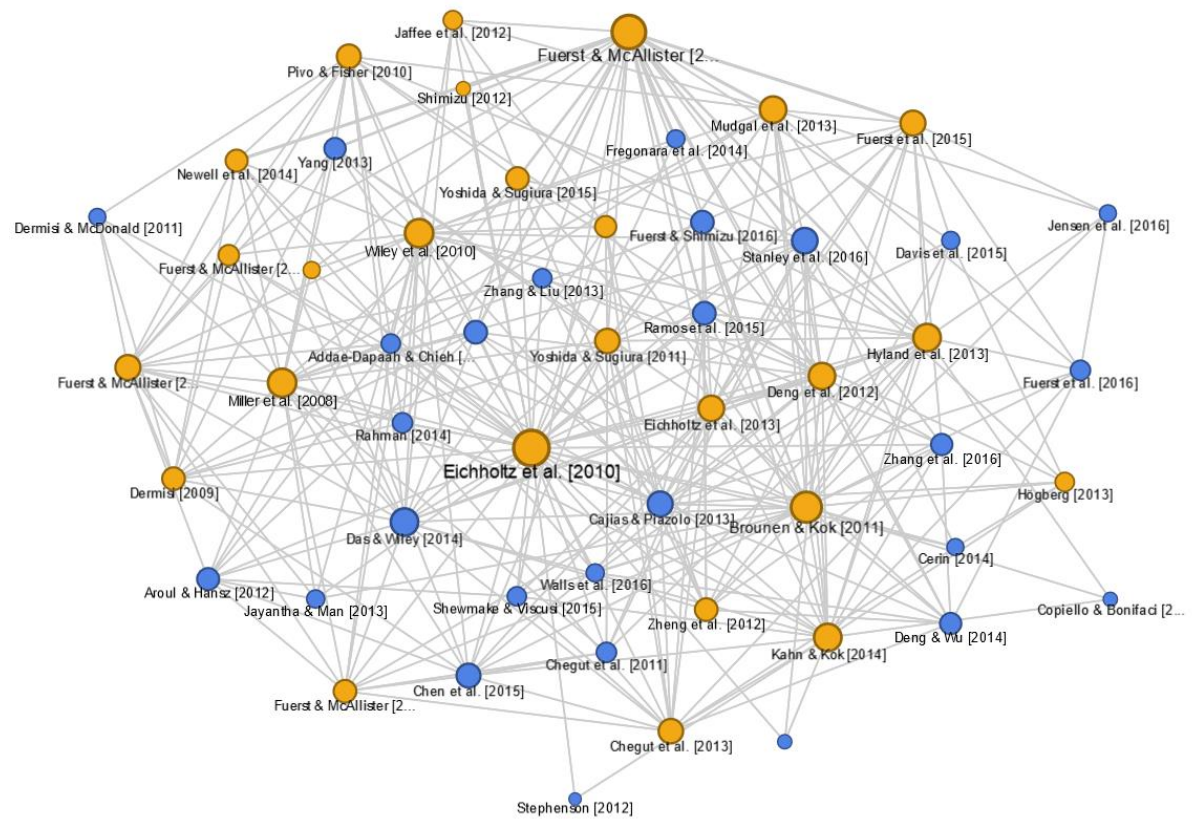 Jaffee et al. [2012]
Fuerst & McAllister [2...
Pivo & Fisher [2010]
Shimizu [2012]
Mudgal et al. [2013]
Fuerst et al. [2015]
Fregonara et al. [2014]
Yang [2013]
Newell et al. [2014]
Yoshida & Sugiura [2015]
Dermisi & McDonald [2011]
Jensen et al. [2016]
Fuerst & Shimizu [2016]
Wiley et al. [2010]
Davis et al. [2015]
Stanley et al. [2016]
Fuerst & McAllister [2...
Zhang & Liu [2013]
Ramos et al. [2015]
Addae-Dapaah & Chieh [...
Yoshida & Sugiura [2011]
Hyland et al. [2013]
Fuerst & McAllister [2...
Fuerst et al. [2016]
Deng et al. [2012]
Miller et al. [2008]
Eichholtz et al. [2013]
Rahman [2014]
Zhang et al. [2016]
Eichholtz et al. [2010]
Dermisi [2009]
Hogberg [2013]
Cajias & Piazolo [2013]
Brounen & Kok [2011]
Das & Wiley [2014]
Cerin [2014]
Walls et al. [2016]
Aroul & Hansz [2012]
Shewmake & Viscusi [2015]
Jayantha & Man [2013]
Copiello & Bonifaci [2...
Zheng et al. [2012]
Deng & Wu [2014]
Kahn & Kok [2014]
Chegut et al. [2011]
Chen et al. [2015]
Fuerst & McAllister [2...
Chegut et al. [2013]
Stephenson [2012]